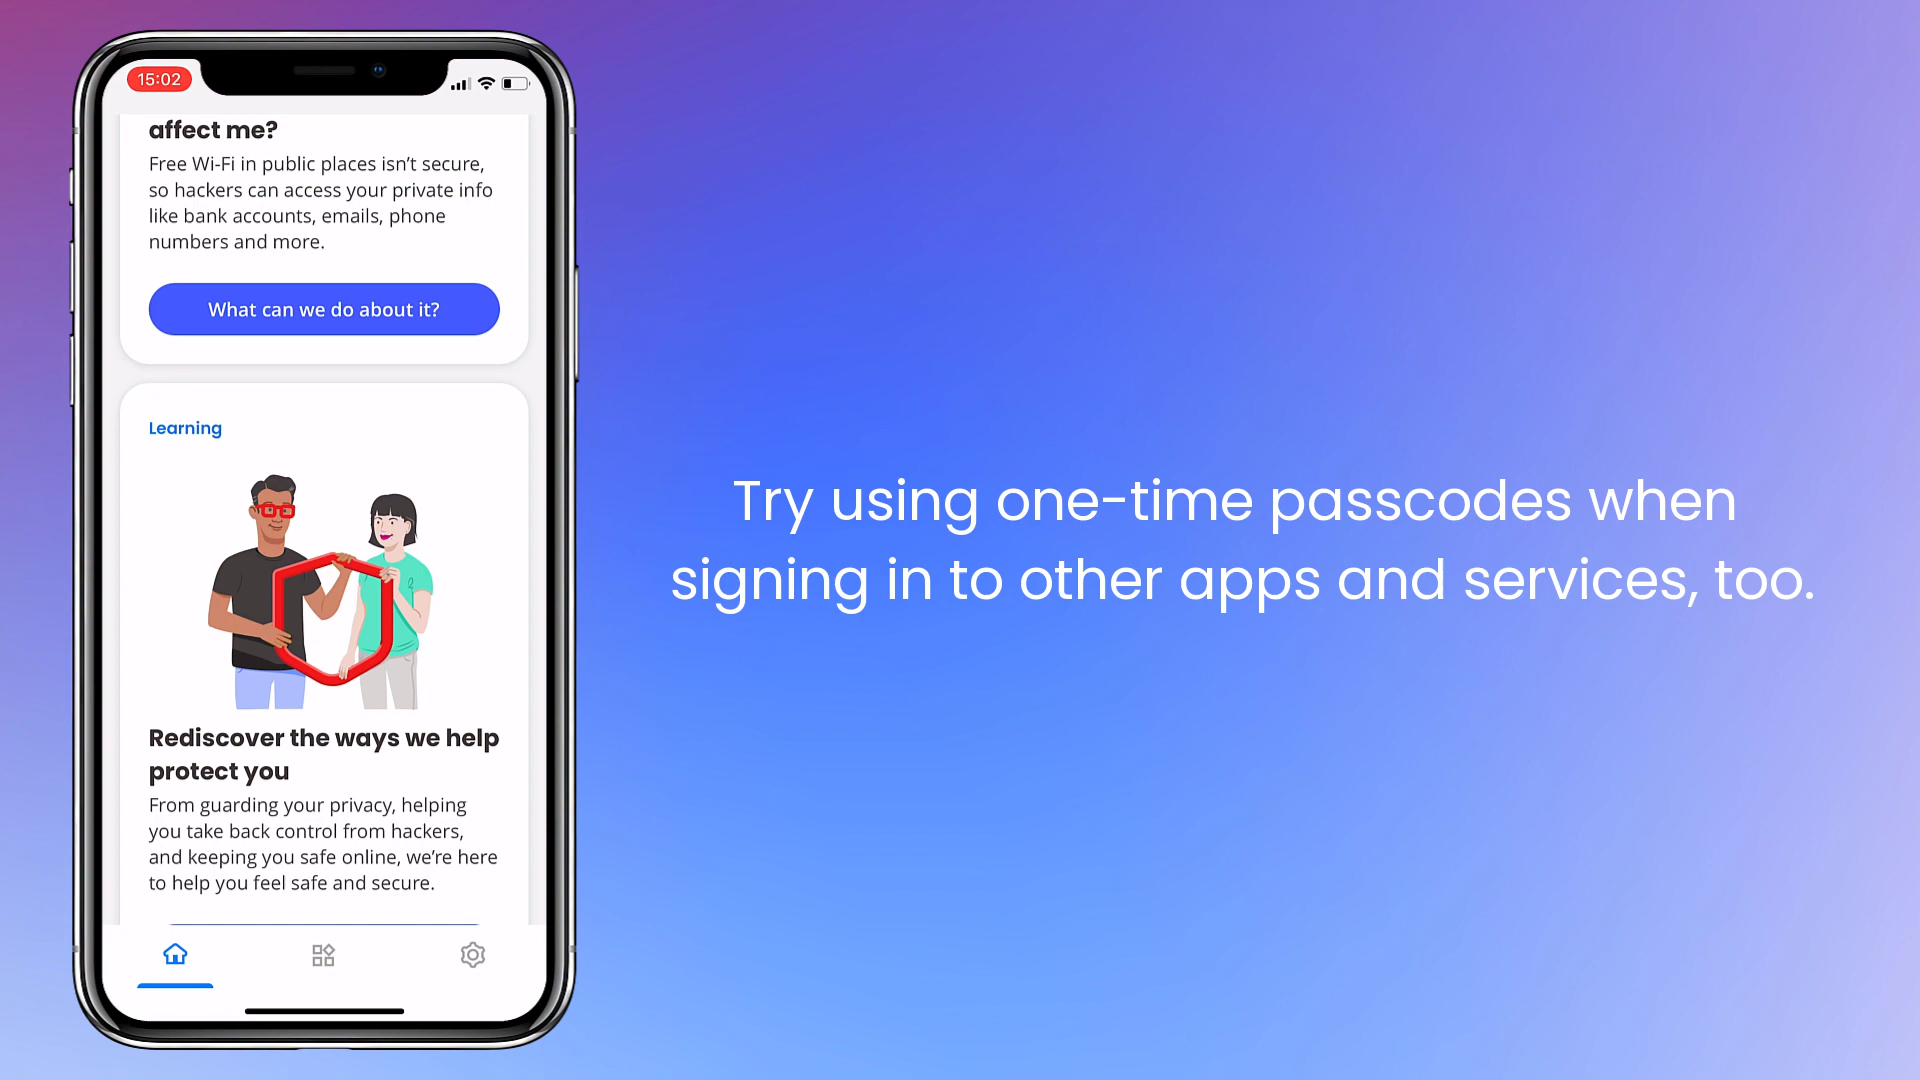 15:02
affect me?
Free Wi-Fi in public places isn’t secure,
so hackers can access your private info
like bank accounts, emails, phone
numbers and more.
What can we do about it?
Learning
Rediscover the ways we help
protect you
From guarding your privacy, helping
you take back control from hackers,
and keeping you safe online, we’re here
to help you feel safe and secure.
Try using one-time passcodes when
signing in to other apps and services, too.